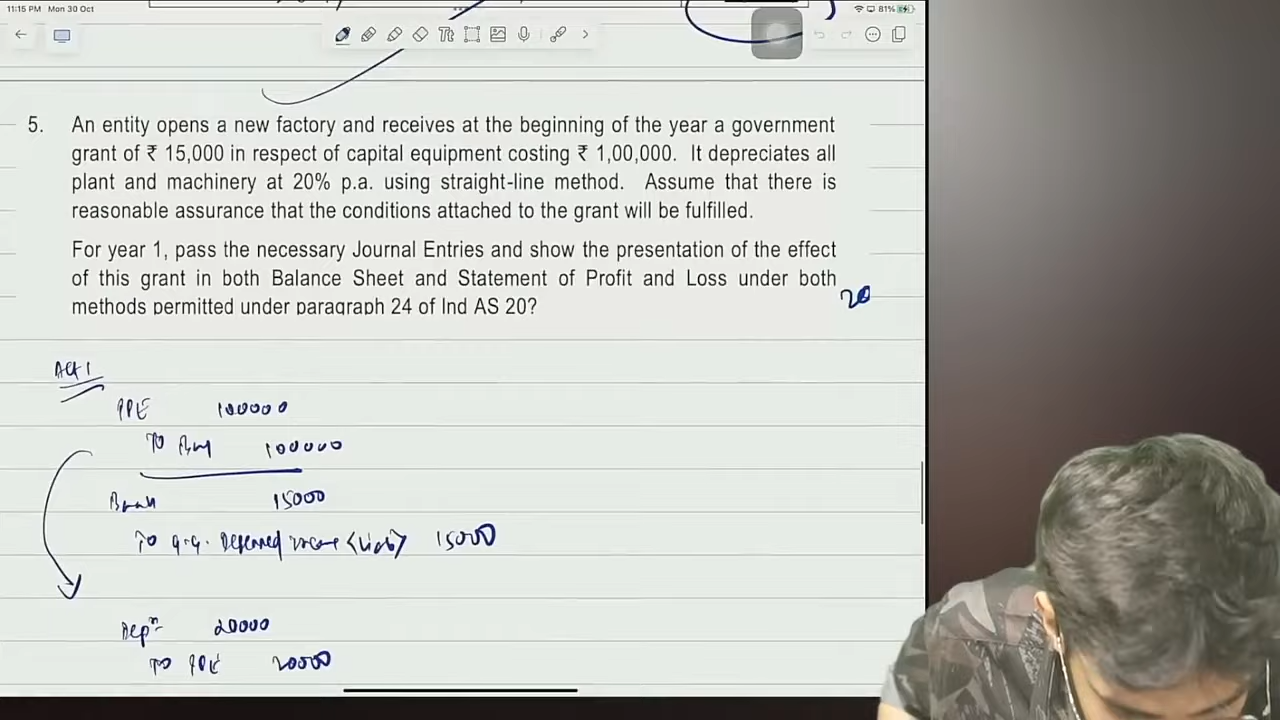 11:15 PM Mon 30 Oct
81%
Tt
5. An entity opens a new factory and receives at the beginning of the year a government
grant of ₹ 15,000 in respect of capital equipment costing ₹ 1,00,000. It depreciates all
plant and machinery at 20% p.a. using straight-line method. Assume that there is
reasonable assurance that the conditions attached to the grant will be fulfilled.
For year 1, pass the necessary Journal Entries and show the presentation of the effect
of this grant in both Balance Sheet and Statement of Profit and Loss under both
methods permitted under paragraph 24 of Ind AS 20?
20
Alt 1
PPE 100000
To Bank 100000
Bank 15000
To G.G. Deferred income <Liab> 15000
Depn 20000
To PPE 20000